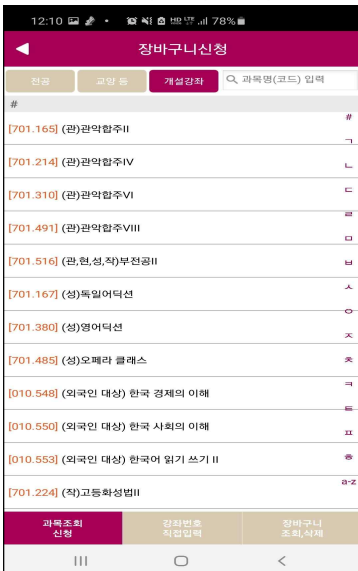 12:10 78%
장바구니신청
전공 교양 등 개설강좌 과목명(코드) 입력
#
[701.165] (관)관악합주II
[701.214] (관)관악합주IV
[701.310] (관)관악합주VI
[701.491] (관)관악합주VIII
[701.516] (관,현,성,작)부전공II
[701.167] (성)독일어딕션
[701.380] (성)영어딕션
[701.485] (성)오페라 클래스
[010.548] (외국인 대상) 한국 경제의 이해
[010.550] (외국인 대상) 한국 사회의 이해
[010.553] (외국인 대상) 한국어 읽기 쓰기 II
[701.224] (작)고등화성법II
#
ㄱ
ㄴ
ㄷ
ㄹ
ㅁ
ㅂ
ㅅ
ㅇ
ㅈ
ㅊ
ㅋ
ㅌ
ㅍ
ㅎ
a-z
과목조회 강좌번호 장바구니
신청 직접입력 조회,삭제